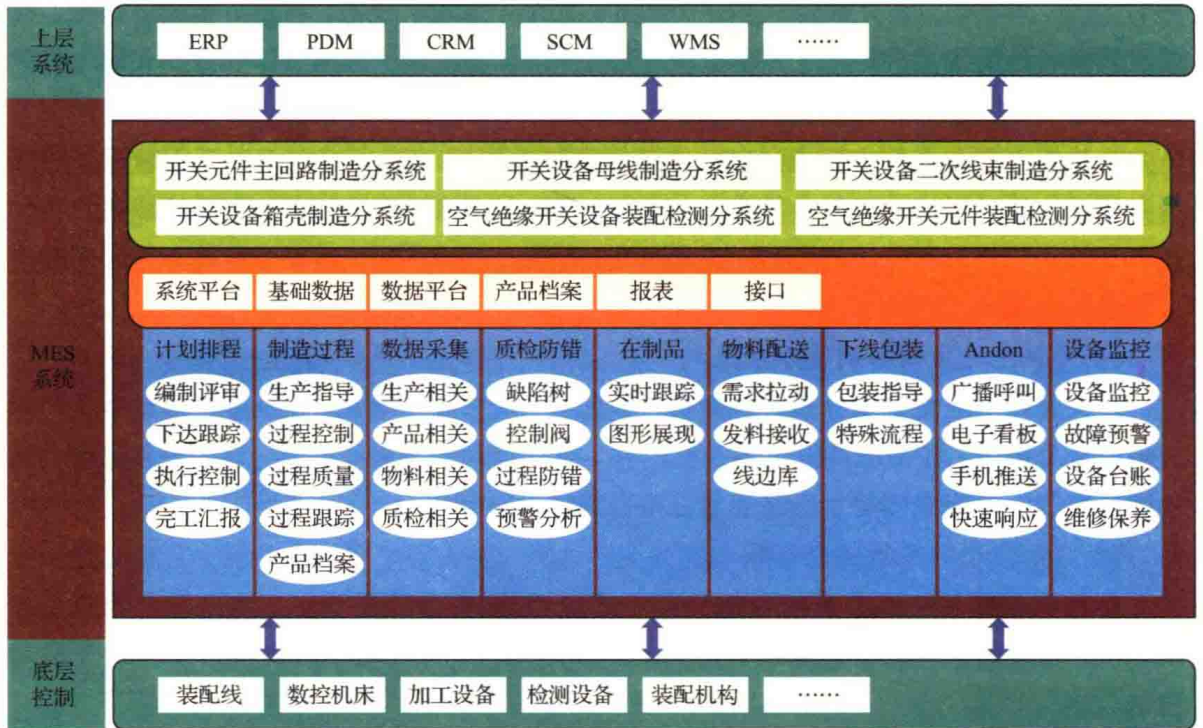 上层
系统
ERP PDM CRM SCM WMS ……
开关元件主回路制造分系统 开关设备母线制造分系统 开关设备二次线束制造分系统
开关设备箱壳制造分系统 空气绝缘开关设备装配检测分系统 空气绝缘开关元件装配检测分系统
系统平台 基础数据 数据平台 产品档案 报表 接口
MES
系统
计划排程 制造过程 数据采集 质检防错 在制品 物料配送 下线包装 Andon 设备监控
编制评审 生产指导 生产相关 缺陷树 实时跟踪 需求拉动 包装指导 广播呼叫 设备监控
下达跟踪 过程控制 产品相关 控制阀 图形展现 发料接收 特殊流程 电子看板 故障预警
执行控制 过程质量 物料相关 过程防错 线边库 手机推送 设备台账
完工汇报 过程跟踪 质检相关 预警分析 快速响应 维修保养
产品档案
底层
控制
装配线 数控机床 加工设备 检测设备 装配机构 ……